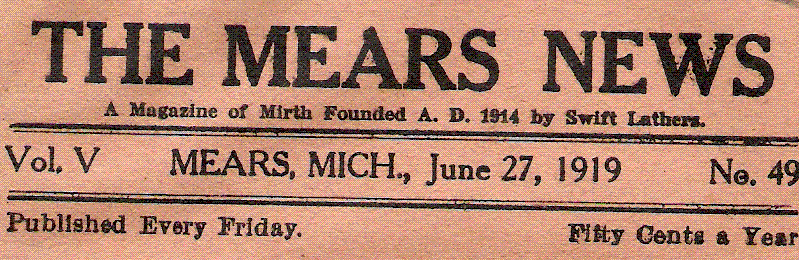 THE MEARS NEWS
A Magazine of Mirth Founded A. D. 1914 by Swift Lathers.
Vol. V MEARS, MICH., June 27, 1919 No. 49
Published Every Friday. Fifty Cents a Year